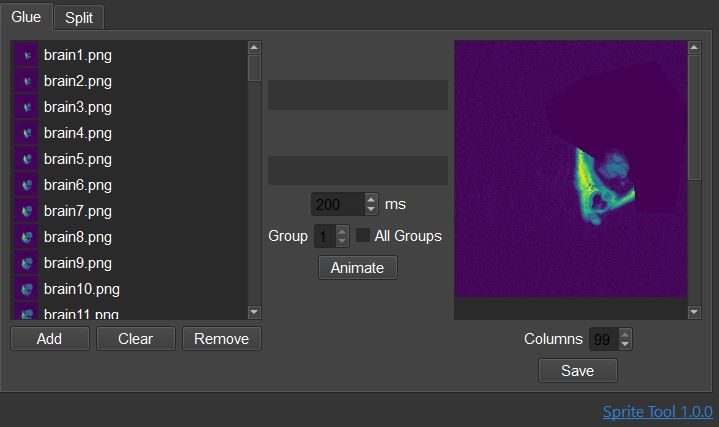 Glue Split
brain1.png
brain2.png
brain3.png
brain4.png
brain5.png
brain6.png
brain7.png
brain8.png
brain9.png
brain10.png
brain11.png
Add Clear Remove
200 ms
Group 1 All Groups
Animate
Columns 99
Save
Sprite Tool 1.0.0